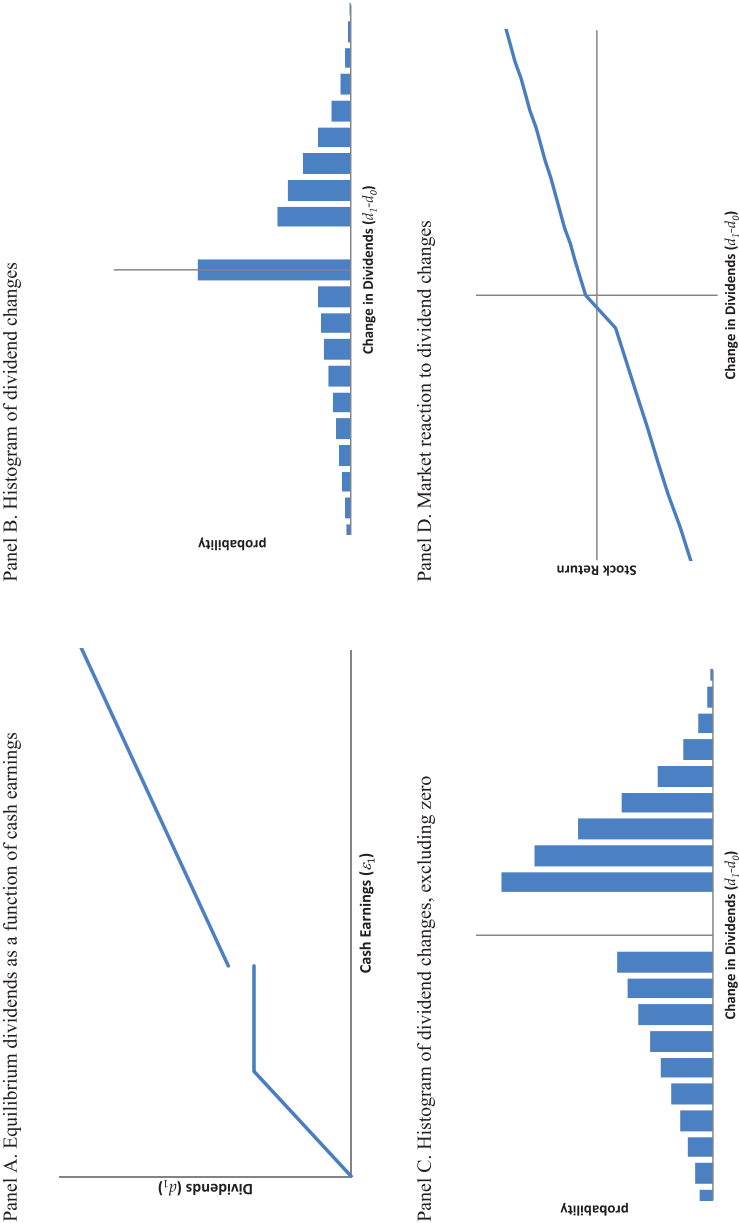 Panel A. Equilibrium dividends as a function of cash earnings
Dividends (d1)
Cash Earnings (ε1)
Panel B. Histogram of dividend changes
probability
Change in Dividends (d1-d0)
Panel C. Histogram of dividend changes, excluding zero
probability
Change in Dividends (d1-d0)
Panel D. Market reaction to dividend changes
Stock Return
Change in Dividends (d1-d0)